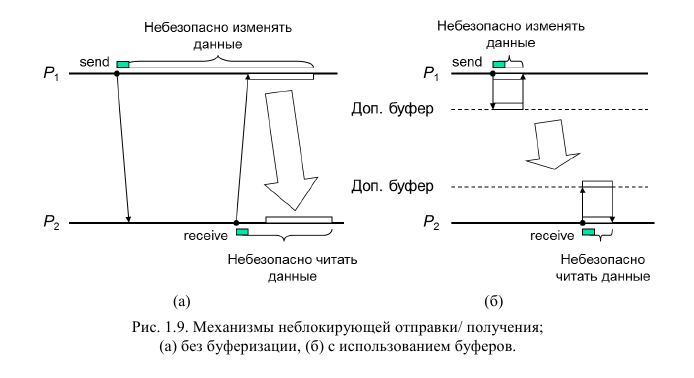 Небезопасно изменять
данные
send
P1
P2
receive
Небезопасно читать
данные
(а)
Небезопасно изменять
данные
send
P1
Доп. буфер
Доп. буфер
P2
receive
Небезопасно
читать данные
(б)
Рис. 1.9. Механизмы неблокирующей отправки/ получения;
(а) без буферизации, (б) с использованием буферов.